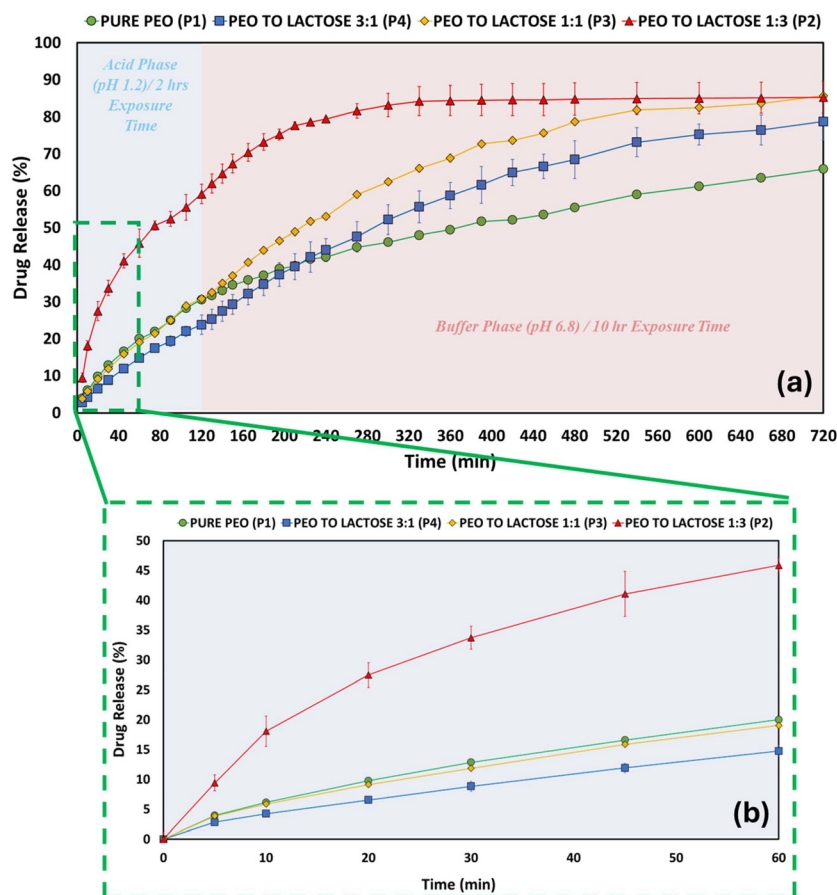 PURE PEO (P1) PEO TO LACTOSE 3:1 (P4) PEO TO LACTOSE 1:1 (P3) PEO TO LACTOSE 1:3 (P2)
100
90
80
70
60
50
40
30
20
10
0
Drug Release (%)
Acid Phase
(pH 1.2)/ 2 hrs
Exposure
Time
Buffer Phase (pH 6.8) / 10 hr Exposure Time
(a)
0 40 80 120 160 200 240 280 320 360 400 440 480 520 560 600 640 680 720
Time (min)
PURE PEO (P1) PEO TO LACTOSE 3:1 (P4) PEO TO LACTOSE 1:1 (P3) PEO TO LACTOSE 1:3 (P2)
50
45
40
35
30
25
20
15
10
5
0
Drug Release (%)
(b)
0 10 20 30 40 50 60
Time (min)